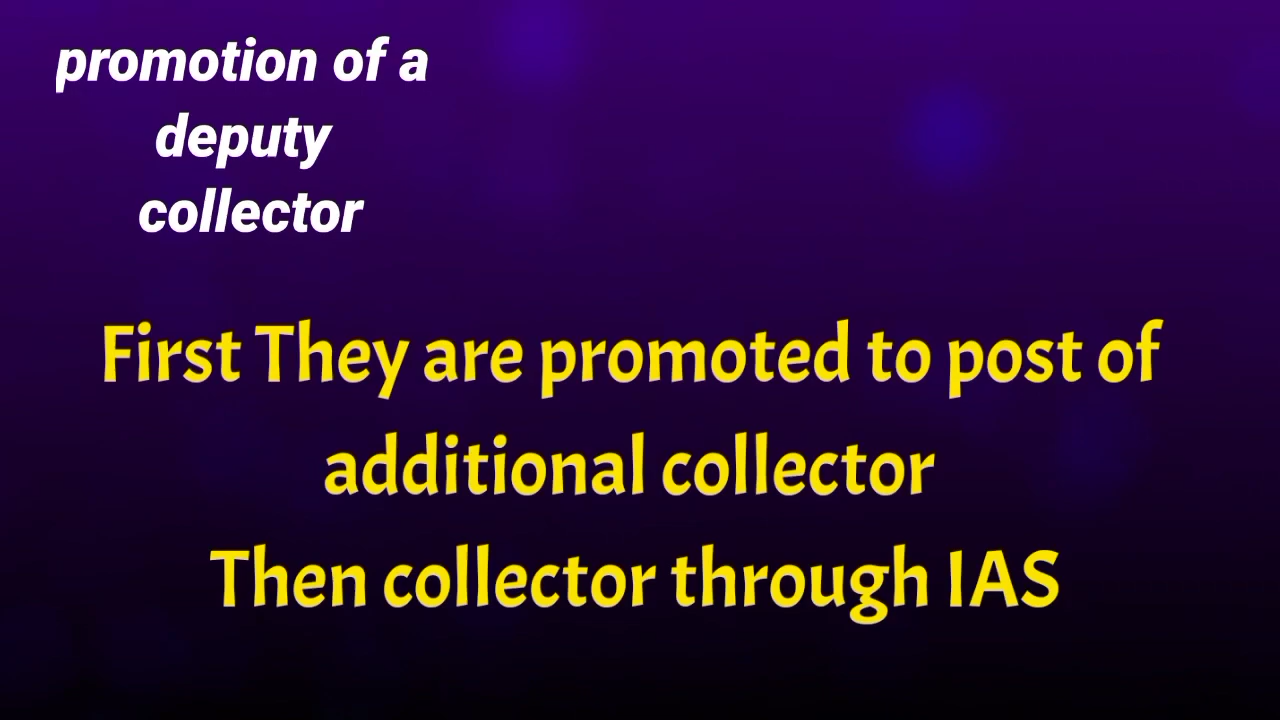 promotion of a
deputy
collector
First They are promoted to post of
additional collector
Then collector through IAS